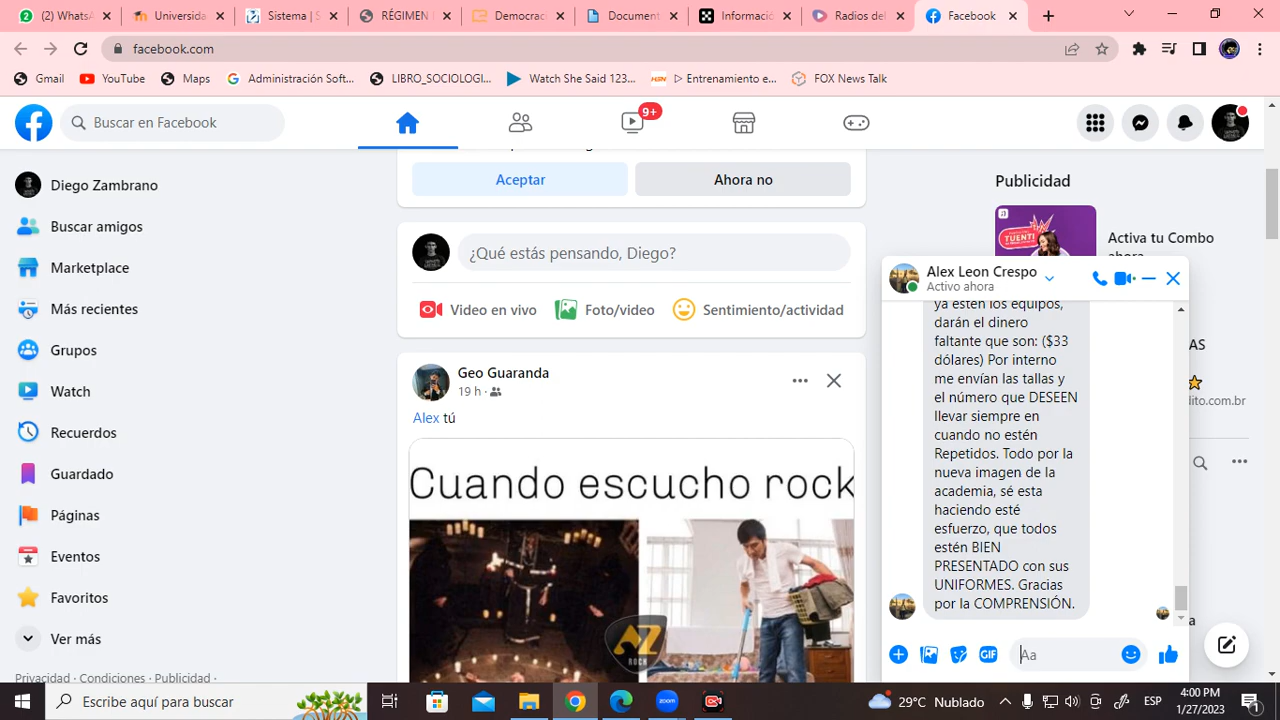 (2) WhatsA
Universida
Sistema | S
RÉGIMEN
Democrac
Document
Informació
Radios del
Facebook
facebook.com
Gmail
YouTube
Maps
Administración Soft...
LIBRO_SOCIOLOGI...
Watch She Said 123...
▷ Entrenamiento e...
FOX News Talk
Buscar en Facebook
9+
Diego Zambrano
Buscar amigos
Marketplace
Más recientes
Grupos
Watch
Recuerdos
Guardado
Páginas
Eventos
Favoritos
Ver más
Privacidad · Condiciones · Publicidad ·
Aceptar
Ahora no
¿Qué estás pensando, Diego?
Video en vivo
Foto/video
Sentimiento/actividad
Geo Guaranda
19 h ·
Alex tú
Cuando escucho rock
AZ
ROCK
Publicidad
TUENTI
Activa tu Combo
ahora
AS
dito.com.br
a
Alex Leon Crespo
Activo ahora
ya estén los equipos,
darán el dinero
faltante que son: ($33
dólares) Por interno
me envían las tallas y
el número que DESEEN
llevar siempre en
cuando no estén
Repetidos. Todo por la
nueva imagen de la
academia, sé esta
haciendo esté
esfuerzo, que todos
estén BIEN
PRESENTADO con sus
UNIFORMES. Gracias
por la COMPRENSIÓN.
GIF
Aa
Escribe aquí para buscar
zoom
29°C Nublado
ESP
4:00 PM
1/27/2023
1